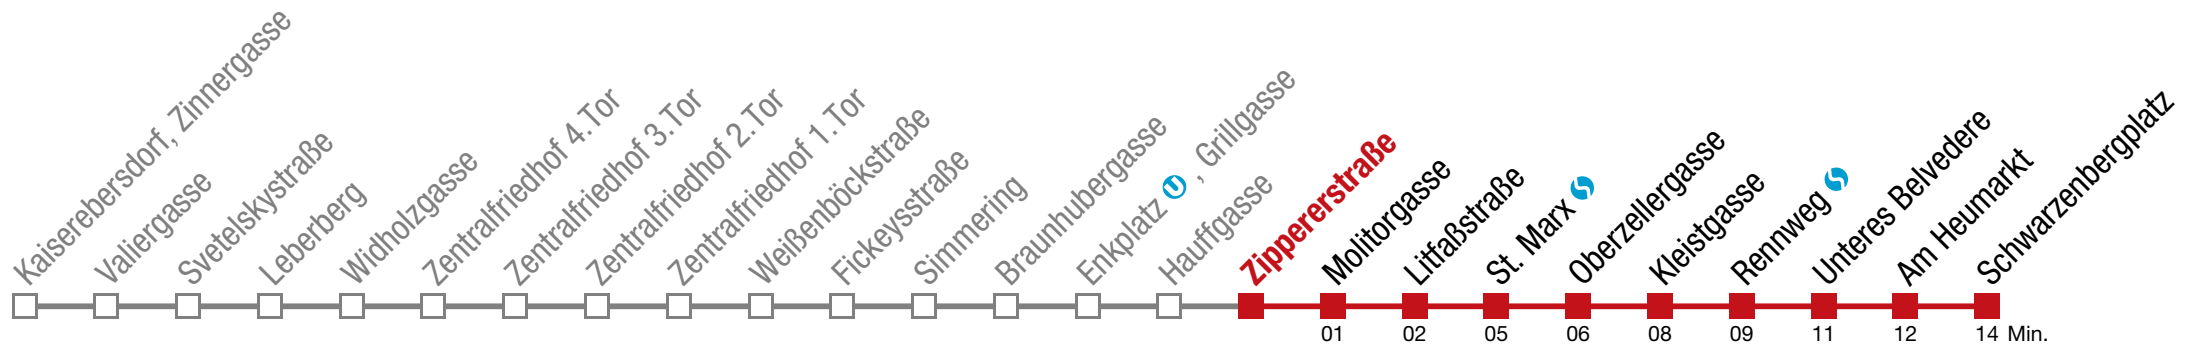 Kaiserebersdorf, Zinnergasse
Valiergasse
Svetelskystraße
Leberberg
Widholzgasse
Zentralfriedhof 4.Tor
Zentralfriedhof 3.Tor
Zentralfriedhof 2.Tor
Zentralfriedhof 1.Tor
Weißenböckstraße
Fickeysstraße
Simmering
Braunhubergasse
Enkplatz U , Grillgasse
Hauffgasse
Zippererstraße
Molitorgasse
Litfaßstraße
St. Marx S
Oberzellergasse
Kleistgasse
Rennweg S
Unteres Belvedere
Am Heumarkt
Schwarzenbergplatz
01 02 05 06 08 09 11 12 14 Min.